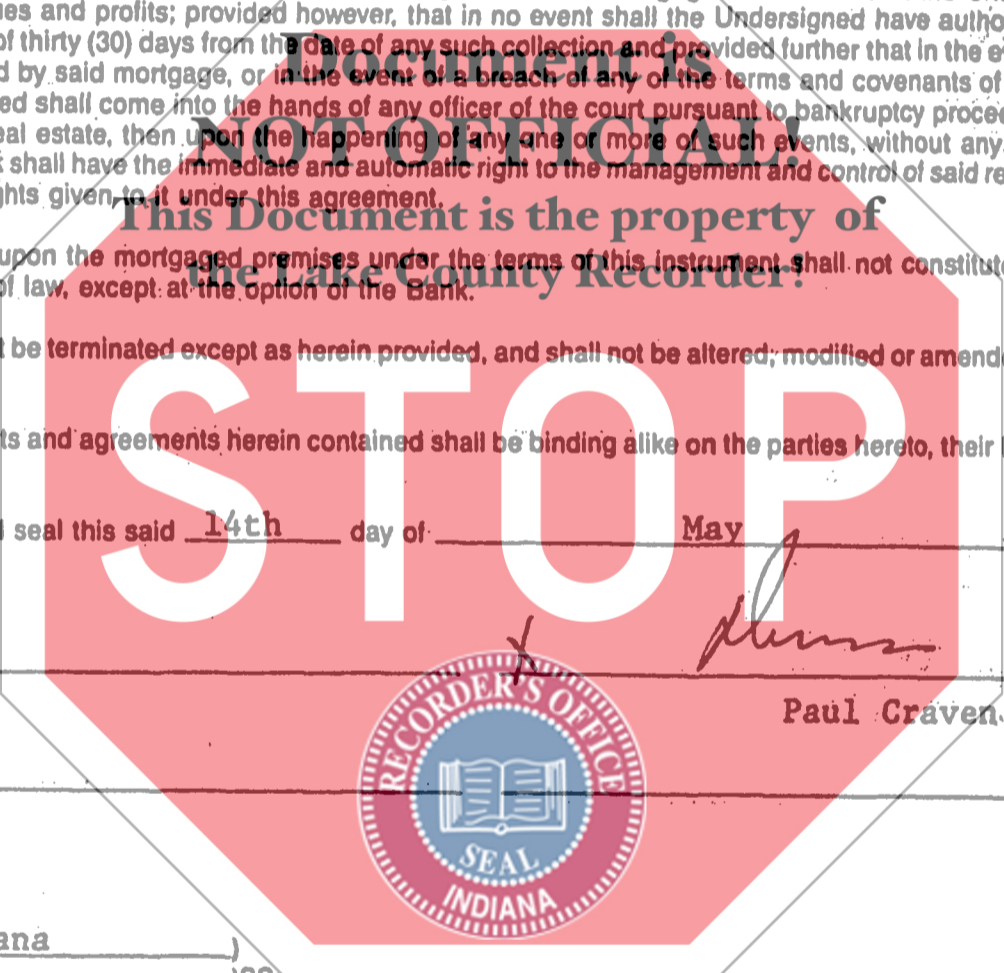 es and profits; provided however, that in no event shall the Undersigned have autho
of thirty (30) days from the date of any such collection and provided further that in the e
d by said mortgage, or in the event of a breach of any of the terms and covenants of
ed shall come into the hands of any officer of the court pursuant to bankruptcy proce
eal estate, then upon the happening of any one or more of such events, without any
shall have the immediate and automatic right to the management and control of said re
ghts given to it under this agreement.
Document is
NOT OFFICIAL!
This Document is the property of
the Lake County Recorder!
upon the mortgaged premises under the terms of this instrument shall not constitut
of law, except at the option of the Bank.
t be terminated except as herein provided, and shall not be altered, modified or amend
ts and agreements herein contained shall be binding alike on the parties hereto, their
STOP
seal this said 14th day of May
X
Paul Craven
RECORDER'S OFFICE
SEAL
INDIANA
ana )